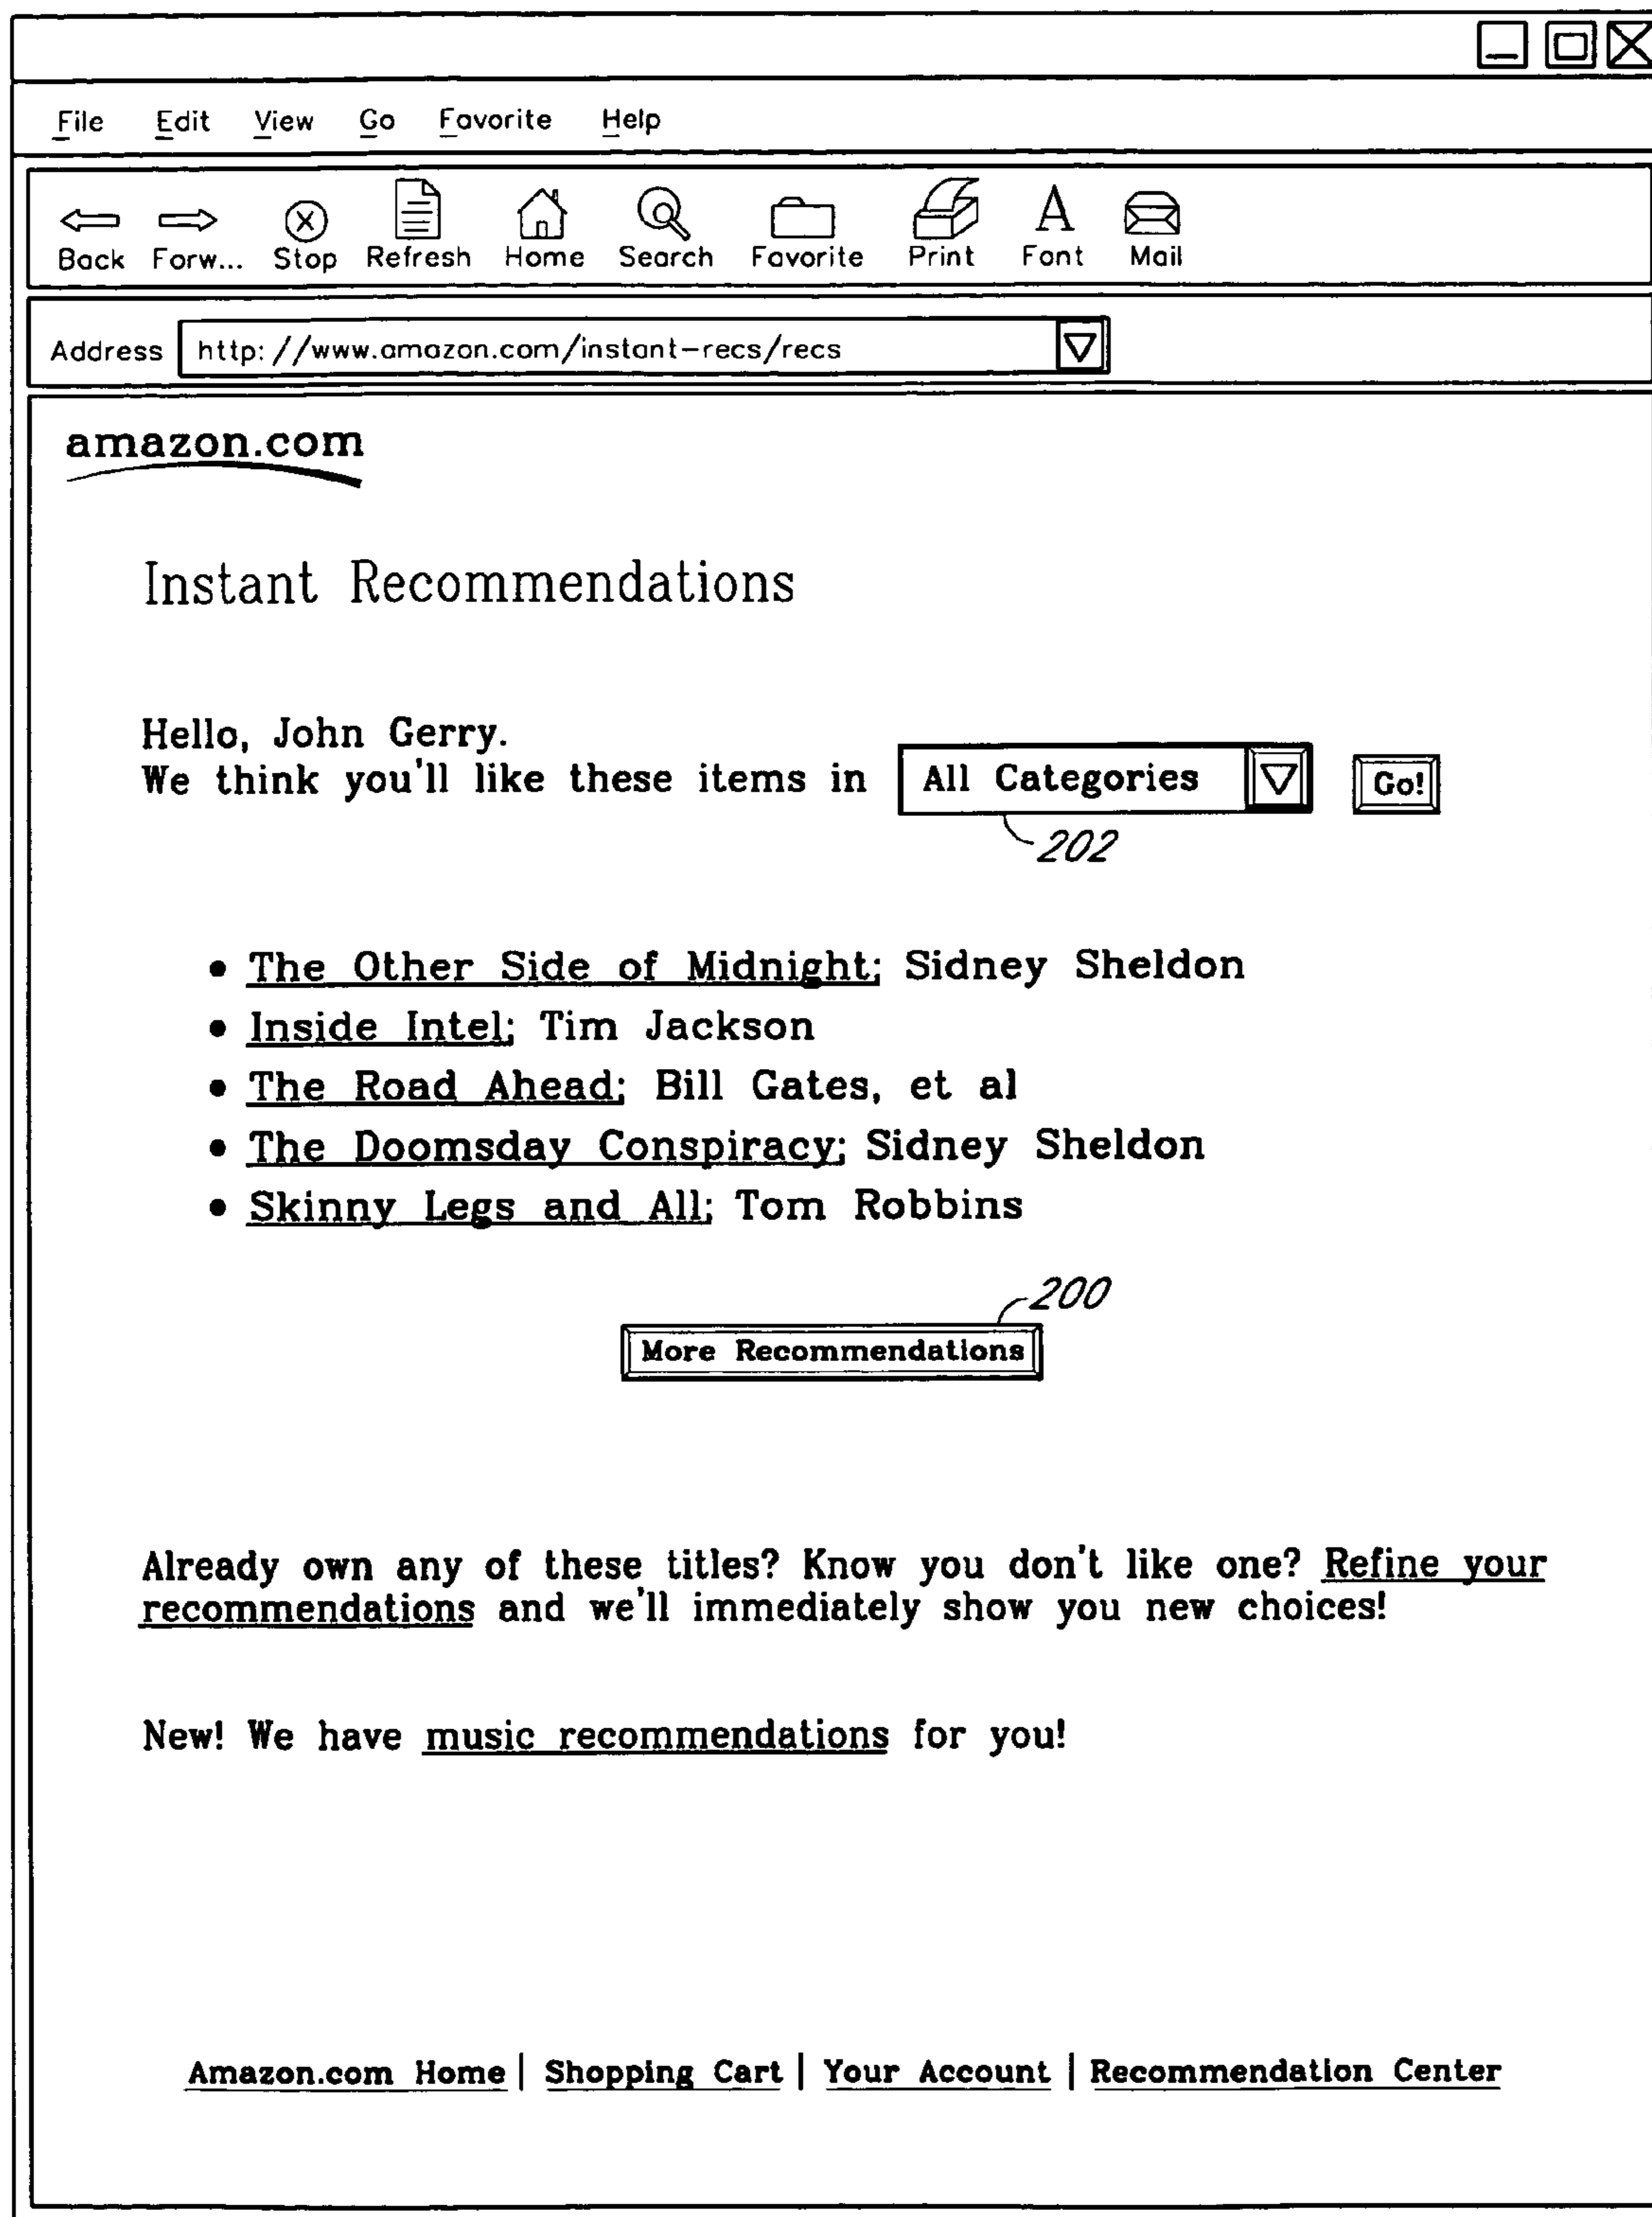 File Edit View Go Favorite Help
Back Forw... Stop Refresh Home Search Favorite Print Font Mail
Address http://www.amazon.com/instant-recs/recs
amazon.com
Instant Recommendations
Hello, John Gerry.
We think you'll like these items in All Categories Go!
202
• The Other Side of Midnight; Sidney Sheldon
• Inside Intel; Tim Jackson
• The Road Ahead; Bill Gates, et al
• The Doomsday Conspiracy; Sidney Sheldon
• Skinny Legs and All; Tom Robbins
200
More Recommendations
Already own any of these titles? Know you don't like one? Refine your
recommendations and we'll immediately show you new choices!
New! We have music recommendations for you!
Amazon.com Home | Shopping Cart | Your Account | Recommendation Center